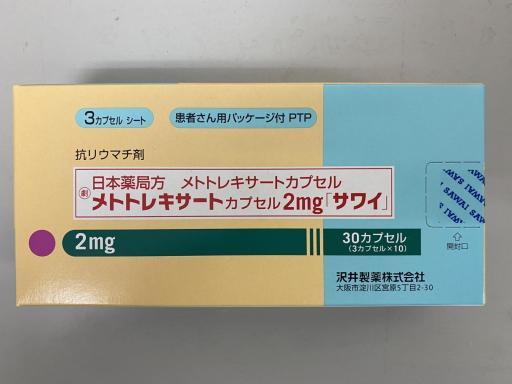 3カプセル シート
患者さん用パッケージ付 PTP
抗リウマチ剤
劇
日本薬局方 メトトレキサートカプセル
メトトレキサートカプセル2mg「サワイ」
2mg
30カプセル
(3カプセル×10)
SAWAI SAWAI
SAWAI SAWAI
開封口
沢井製薬株式会社
大阪市淀川区宮原5丁目2-30